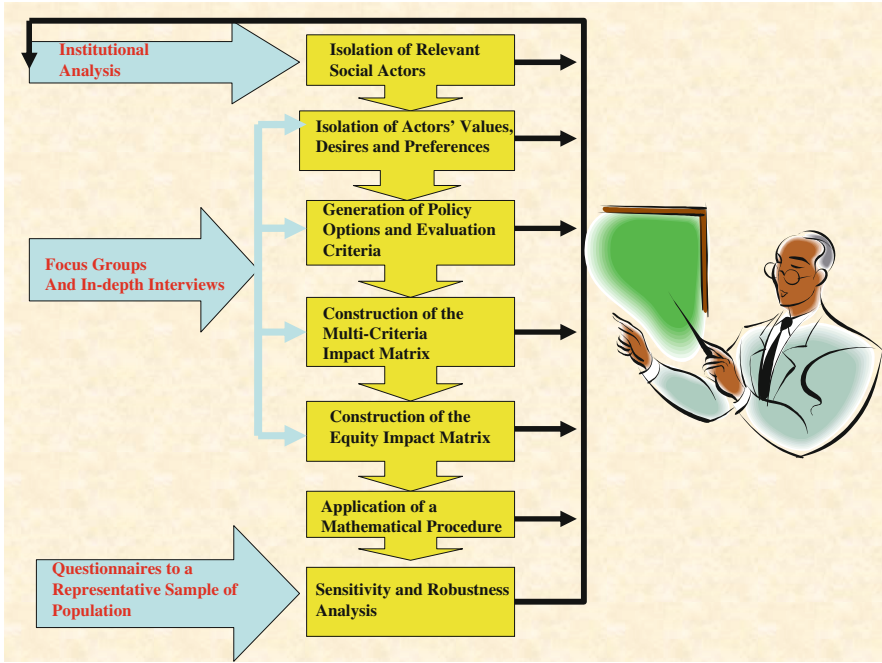 Institutional
Analysis
Isolation of Relevant
Social Actors
Isolation of Actors’ Values,
Desires and Preferences
Generation of Policy
Options and Evaluation
Criteria
Focus Groups
And In-depth Interviews
Construction of the
Multi-Criteria
Impact Matrix
Construction of the
Equity Impact Matrix
Application of a
Mathematical Procedure
Questionnaires to a
Representative Sample of
Population
Sensitivity and Robustness
Analysis